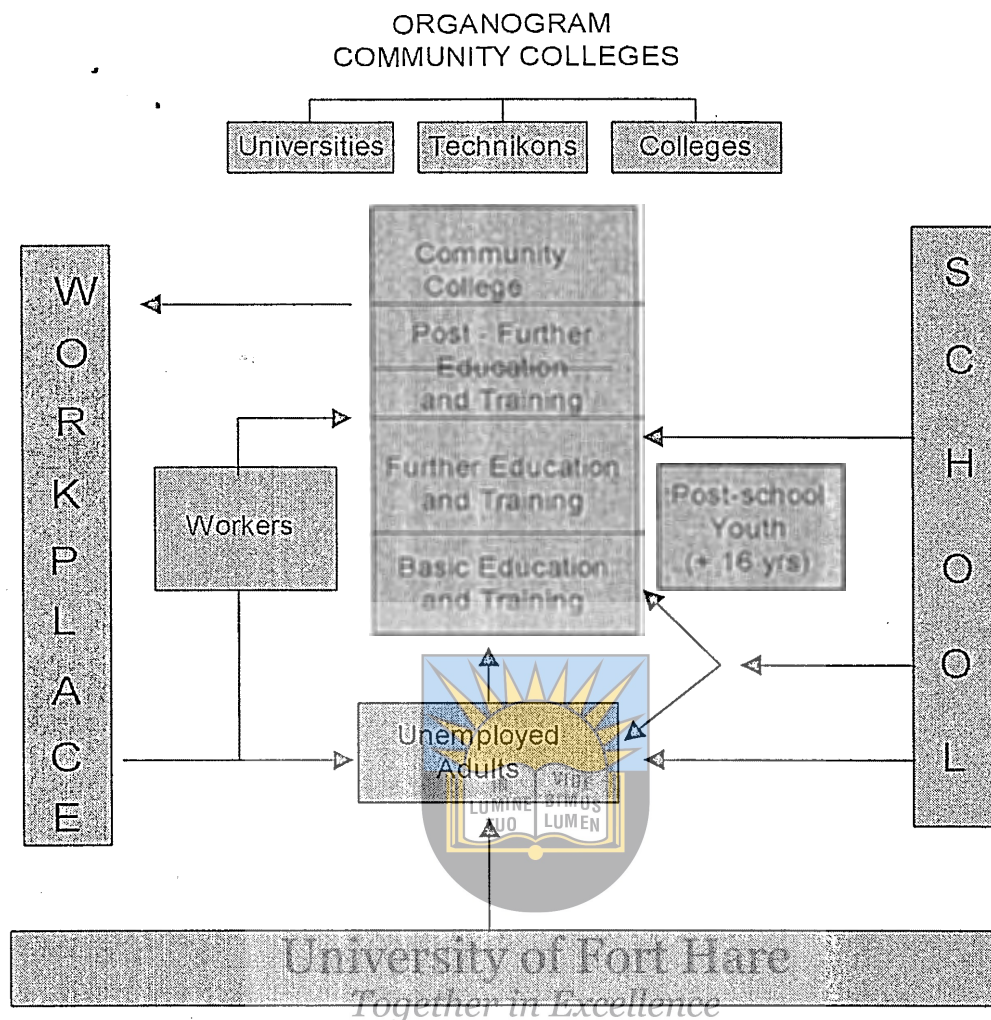 ORGANOGRAM
COMMUNITY COLLEGES
Universities
Technikons
Colleges
WORKPLACE
Community
College
Post - Further
Education
and Training
Further Education
and Training
Basic Education
and Training
Workers
Post-school
Youth
(+ 16 yrs)
SCHOOL
Unemployed
Adults
IN
LUMINE
TUO
VIDE
BIMUS
LUMEN
University of Fort Hare
Together in Excellence